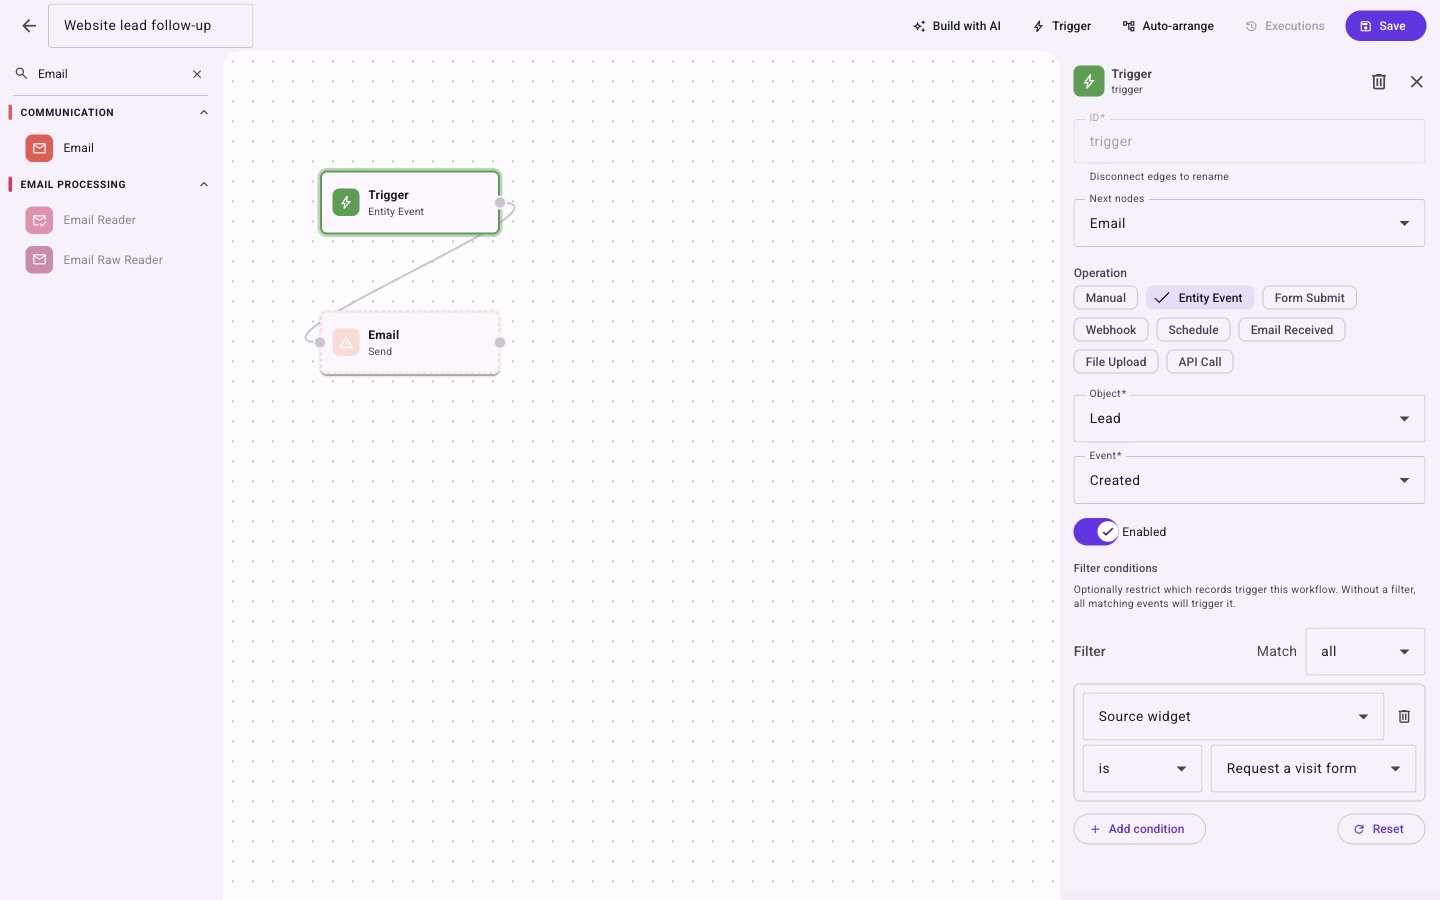 Website lead follow-up
Build with AI
Trigger
Auto-arrange
Executions
Save
Email
COMMUNICATION
Email
EMAIL PROCESSING
Email Reader
Email Raw Reader
Trigger
Entity Event
Email
Send
Trigger
trigger
ID*
trigger
Disconnect edges to rename
Next nodes
Email
Operation
Manual
Entity Event
Form Submit
Webhook
Schedule
Email Received
File Upload
API Call
Object*
Lead
Event*
Created
Enabled
Filter conditions
Optionally restrict which records trigger this workflow. Without a filter,
all matching events will trigger it.
Filter
Match
all
Source widget
is
Request a visit form
Add condition
Reset